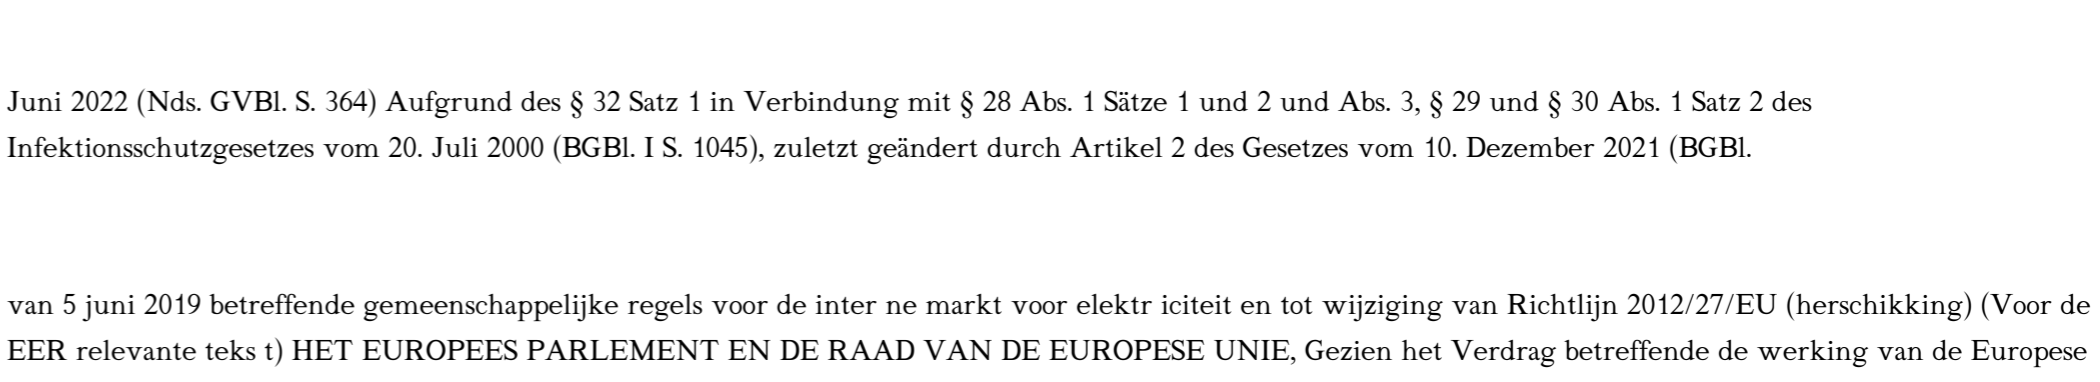 Juni 2022 (Nds. GVBl. S. 364) Aufgrund des § 32 Satz 1 in Verbindung mit § 28 Abs. 1 Sätze 1 und 2 und Abs. 3, § 29 und § 30 Abs. 1 Satz 2 des
Infektionsschutzgesetzes vom 20. Juli 2000 (BGBl. I S. 1045), zuletzt geändert durch Artikel 2 des Gesetzes vom 10. Dezember 2021 (BGBl.
van 5 juni 2019 betreffende gemeenschappelijke regels voor de inter ne markt voor elektr iciteit en tot wijziging van Richtlijn 2012/27/EU (herschikking) (Voor de
EER relevante teks t) HET EUROPEES PARLEMENT EN DE RAAD VAN DE EUROPESE UNIE, Gezien het Verdrag betreffende de werking van de Europese